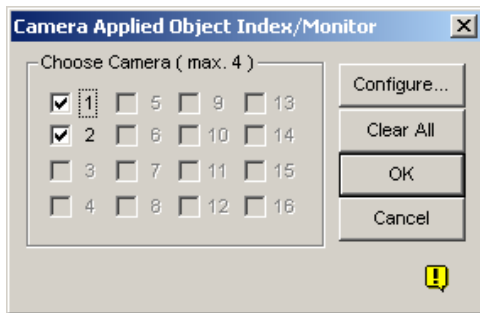 Camera Applied Object Index/Monitor
Choose Camera ( max. 4 )
1 5 9 13
2 6 10 14
3 7 11 15
4 8 12 16
Configure...
Clear All
OK
Cancel